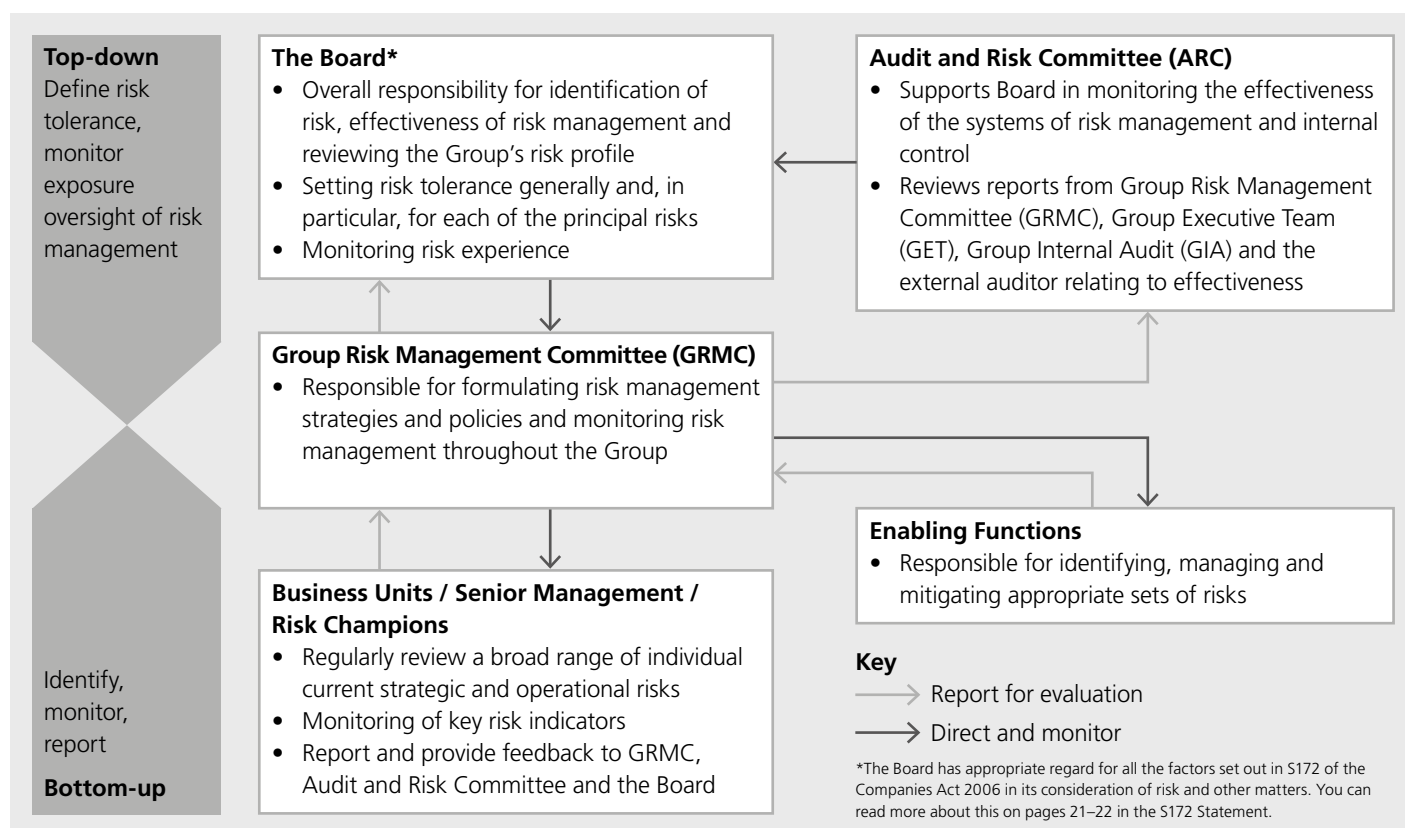 Top-down
Define risk
tolerance,
monitor
exposure
oversight of risk
management
The Board*
• Overall responsibility for identification of
risk, effectiveness of risk management and
reviewing the Group's risk profile
• Setting risk tolerance generally and, in
particular, for each of the principal risks
• Monitoring risk experience
Audit and Risk Committee (ARC)
• Supports Board in monitoring the effectiveness
of the systems of risk management and internal
control
• Reviews reports from Group Risk Management
Committee (GRMC), Group Executive Team
(GET), Group Internal Audit (GIA) and the
external auditor relating to effectiveness
Group Risk Management Committee (GRMC)
• Responsible for formulating risk management
strategies and policies and monitoring risk
management throughout the Group
Enabling Functions
• Responsible for identifying, managing and
mitigating appropriate sets of risks
Identify,
monitor,
report
Bottom-up
Business Units / Senior Management /
Risk Champions
• Regularly review a broad range of individual
current strategic and operational risks
• Monitoring of key risk indicators
• Report and provide feedback to GRMC,
Audit and Risk Committee and the Board
Key
Report for evaluation
Direct and monitor
*The Board has appropriate regard for all the factors set out in S172 of the
Companies Act 2006 in its consideration of risk and other matters. You can
read more about this on pages 21–22 in the S172 Statement.